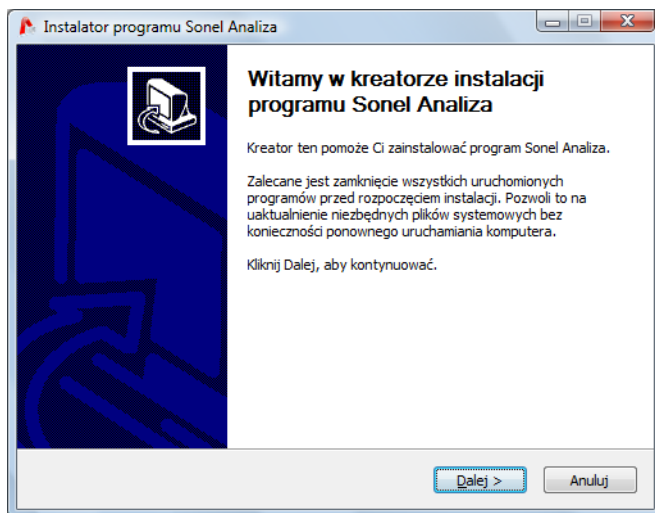 Instalator programu Sonel Analiza
Witamy w kreatorze instalacji
programu Sonel Analiza
Kreator ten pomoże Ci zainstalować program Sonel Analiza.
Zalecane jest zamknięcie wszystkich uruchomionych
programów przed rozpoczęciem instalacji. Pozwoli to na
uaktualnienie niezbędnych plików systemowych bez
konieczności ponownego uruchamiania komputera.
Kliknij Dalej, aby kontynuować.
Dalej >
Anuluj